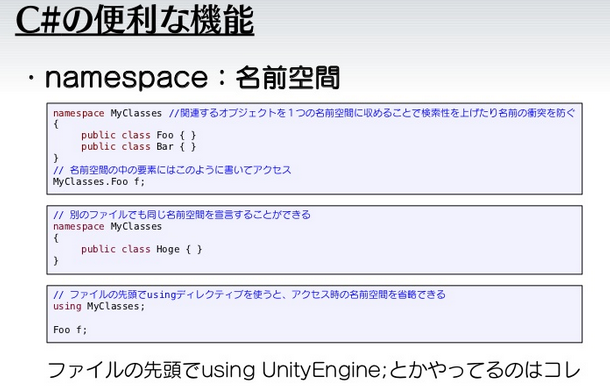 C#の便利な機能
・namespace：名前空間
namespace MyClasses //関連するオブジェクトを１つの名前空間に収めることで検索性を上げたり名前の衝突を防ぐ
{
public class Foo { }
public class Bar { }
}
// 名前空間の中の要素にはこのように書いてアクセス
MyClasses.Foo f;
// 別のファイルでも同じ名前空間を宣言することができる
namespace MyClasses
{
public class Hoge { }
}
// ファイルの先頭でusingディレクティブを使うと、アクセス時の名前空間を省略できる
using MyClasses;
Foo f;
ファイルの先頭でusing UnityEngine;とかやってるのはコレ